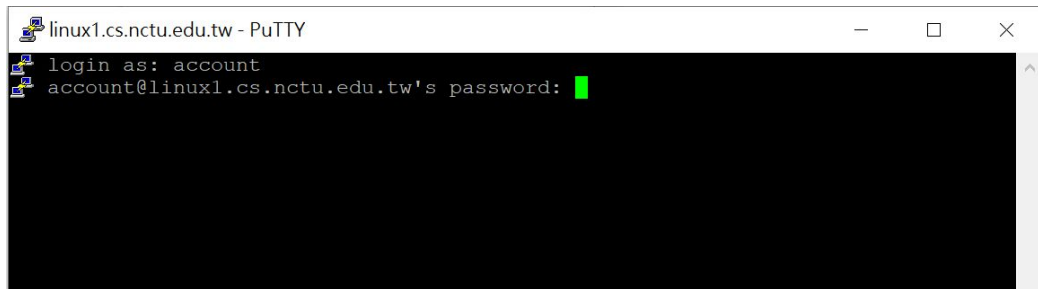 linux1.cs.nctu.edu.tw - PuTTY
login as: account
account@linux1.cs.nctu.edu.tw's password: